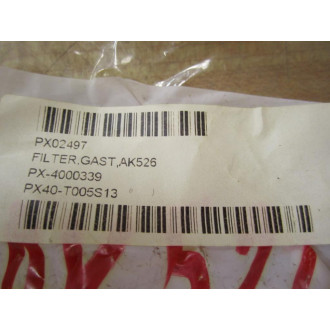 PX02497
FILTER,GAST,AK526
PX-4000339
PX40-T005S13